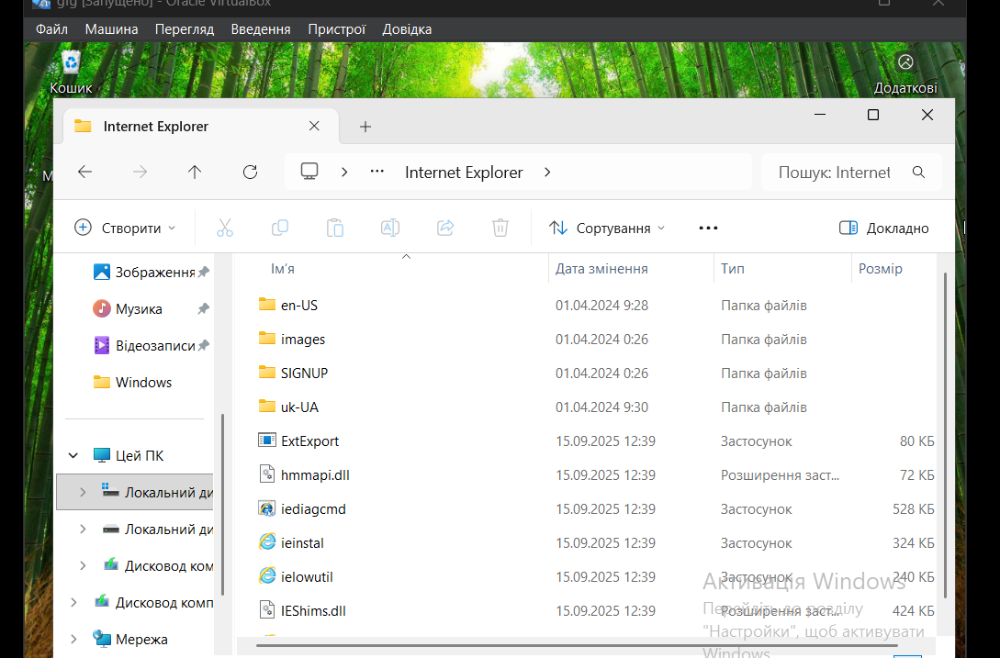 gfg [Запущено] - Oracle VirtualBox
Файл Машина Перегляд Введення Пристрої Довідка
Кошик
Додаткові
М
Internet Explorer
Internet Explorer
Пошук: Internet
Створити
Сортування
Докладно
Ім'я Дата змінення Тип Розмір
Зображення
Музика
Відеозаписи
Windows
Цей ПК
Локальний ди
Локальний ди
Дисковод ком
Дисковод комп
Мережа
en-US 01.04.2024 9:28 Папка файлів
images 01.04.2024 0:26 Папка файлів
SIGNUP 01.04.2024 0:26 Папка файлів
uk-UA 01.04.2024 9:30 Папка файлів
ExtExport 15.09.2025 12:39 Застосунок 80 КБ
hmmapi.dll 15.09.2025 12:39 Розширення заст... 72 КБ
iediagcmd 15.09.2025 12:39 Застосунок 528 КБ
ieinstal 15.09.2025 12:39 Застосунок 324 КБ
ielowutil 15.09.2025 12:39 Застосунок 240 КБ
IEShims.dll 15.09.2025 12:39 Розширення заст... 424 КБ
Активація Windows
Перейдіть до розділу
"Настройки", щоб активувати
Windows.